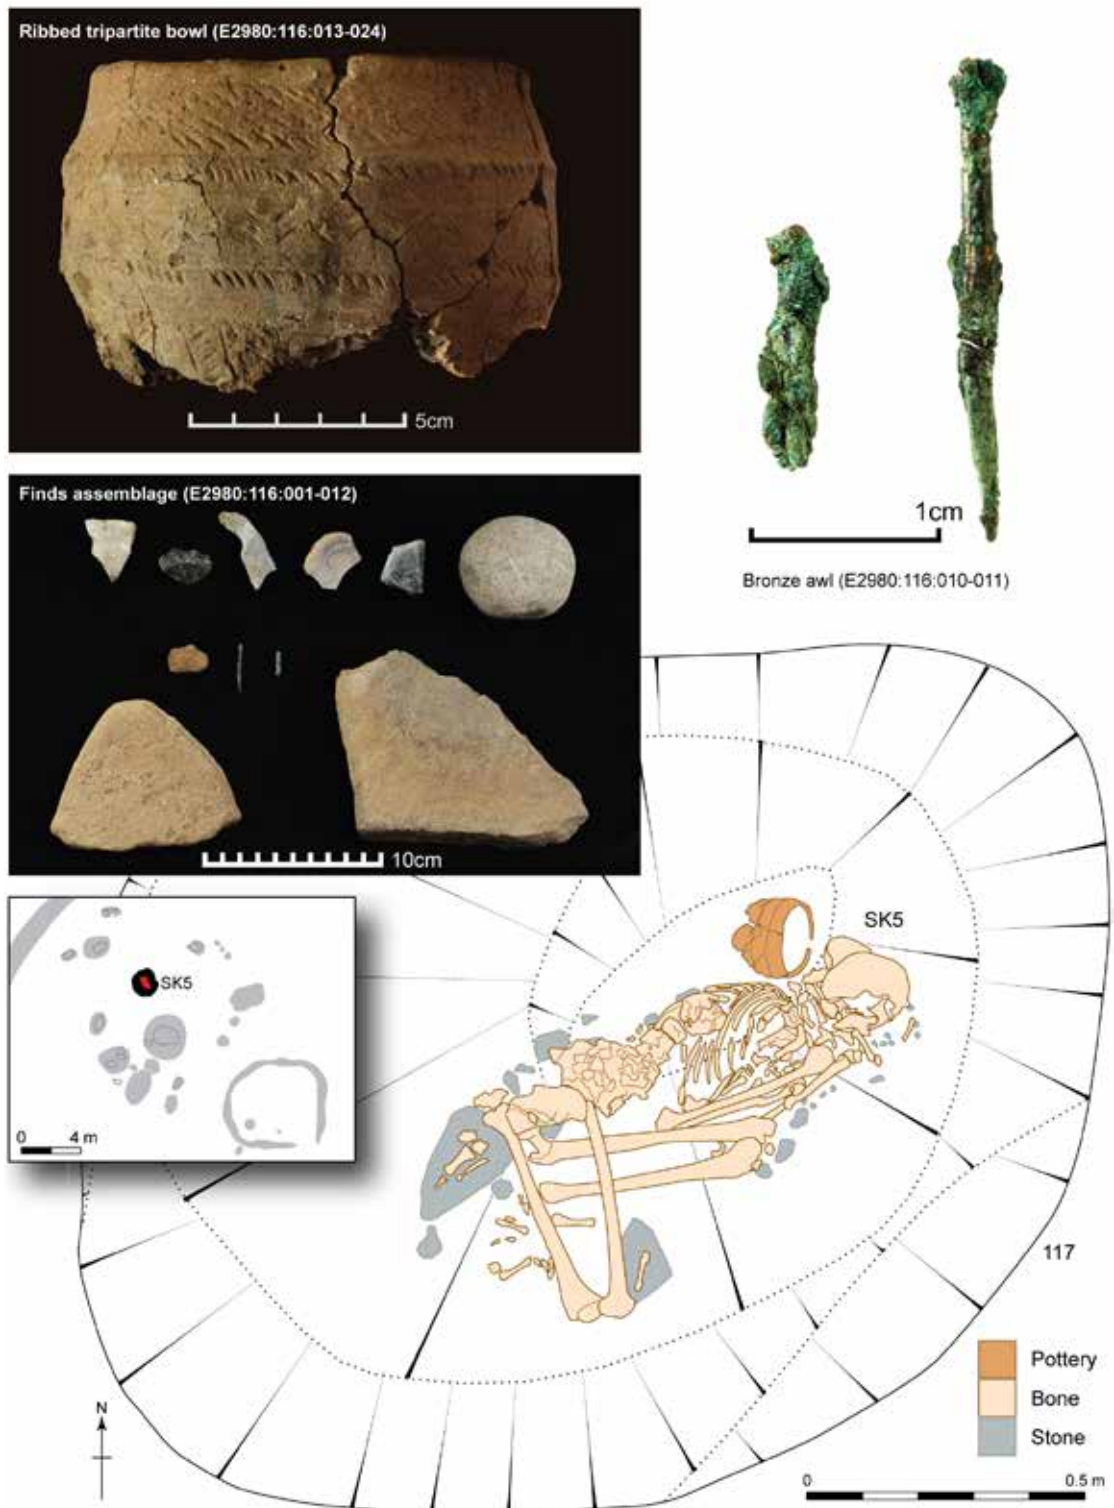 Ribbed tripartite bowl (E2980:116:013-024)
5cm
1cm
Bronze awl (E2980:116:010-011)
Finds assemblage (E2980:116:001-012)
10cm
SK5
SK5
0 4 m
117
Pottery
Bone
Stone
N
0 0.5 m